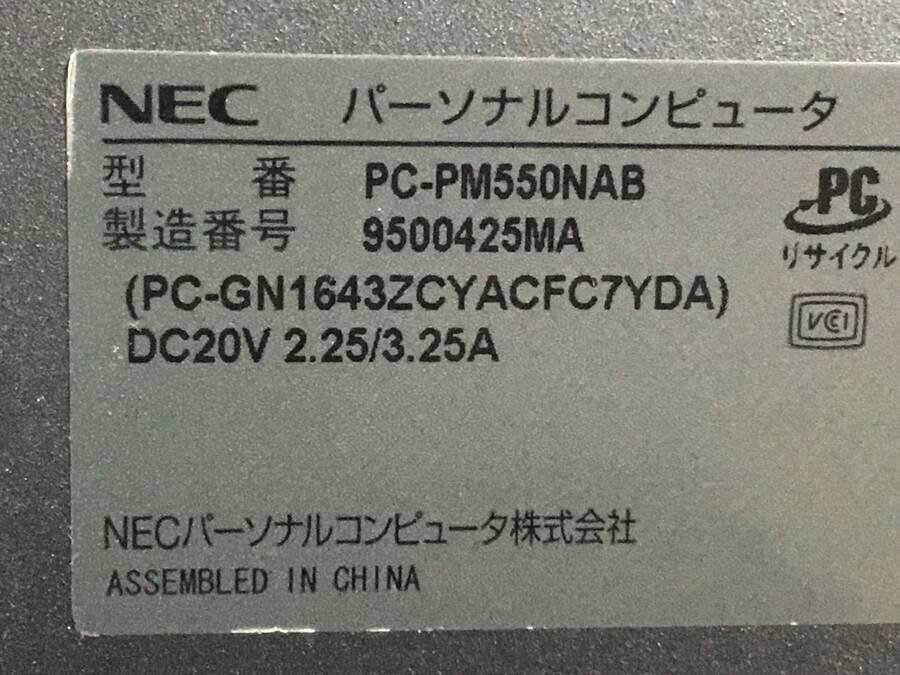 NEC パーソナルコンピュータ
型番 PC-PM550NAB
製造番号 9500425MA
(PC-GN1643ZCYACFC7YDA)
DC20V 2.25/3.25A
PC
リサイクル
VCCI
NECパーソナルコンピュータ株式会社
ASSEMBLED IN CHINA